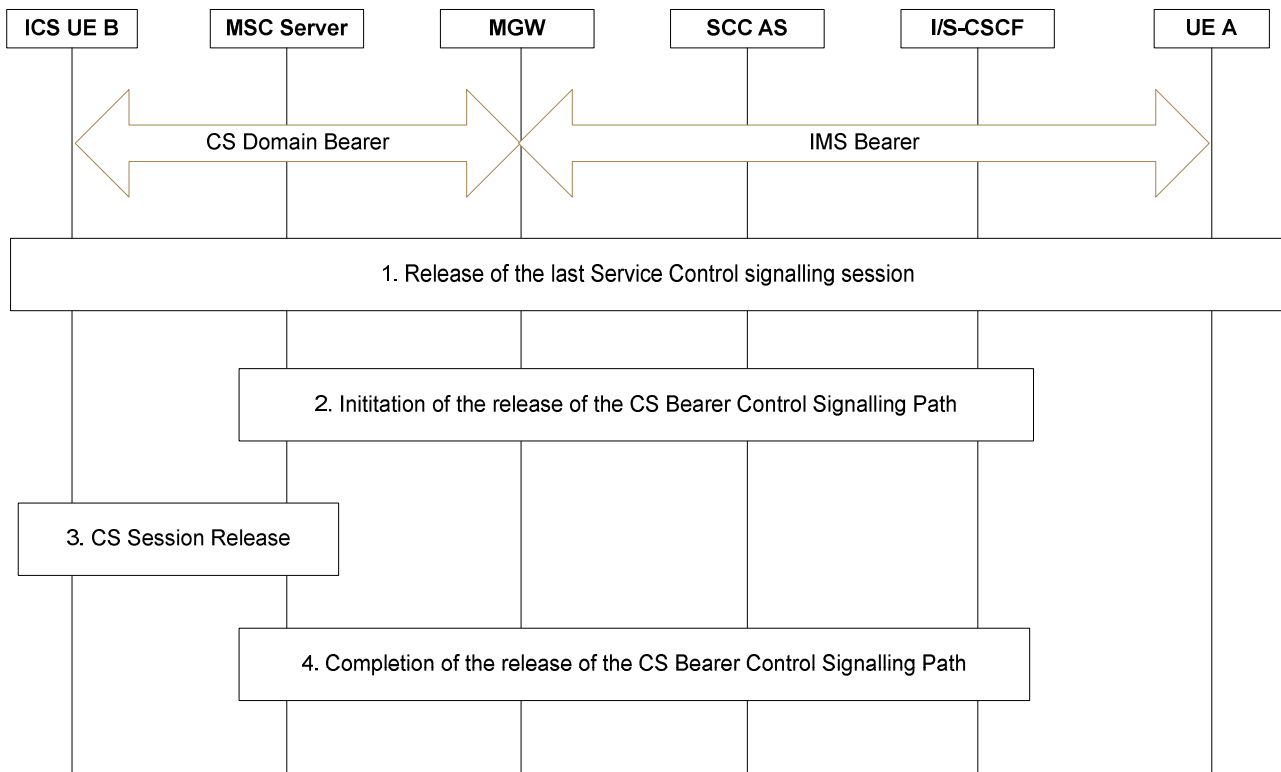 ICS UE B
MSC Server
MGW
SCC AS
I/S-CSCF
UE A
CS Domain Bearer
IMS Bearer
1. Release of the last Service Control signalling session
2. Inititation of the release of the CS Bearer Control Signalling Path
3. CS Session Release
4. Completion of the release of the CS Bearer Control Signalling Path